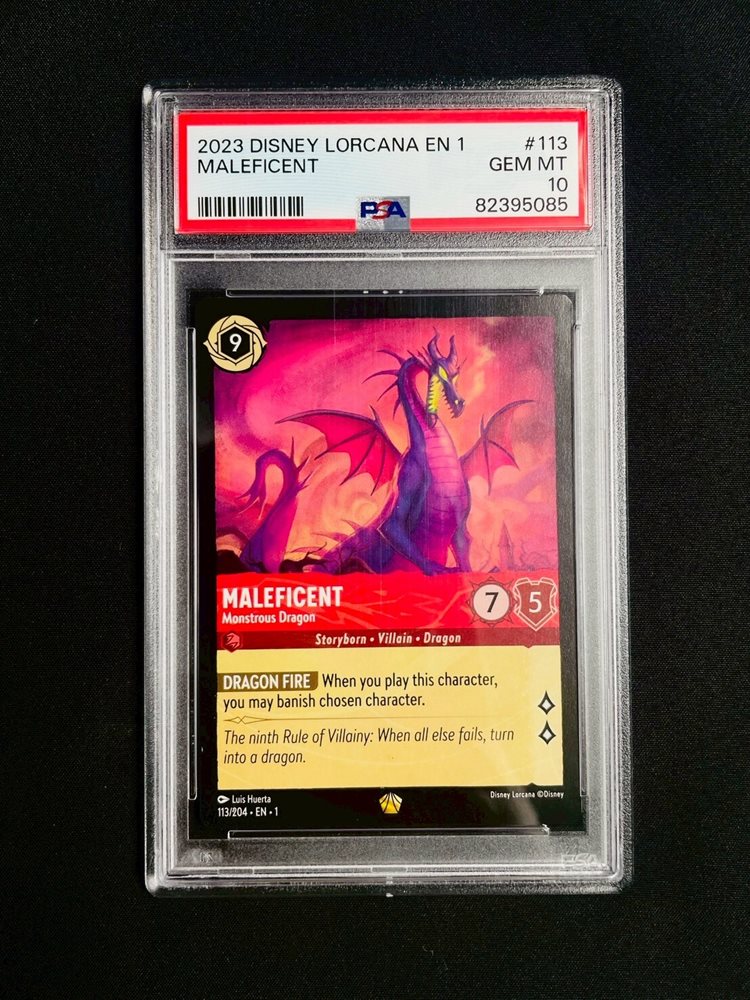 2023 DISNEY LORCANA EN 1 #113
MALEFICENT GEM MT
10
PSA 82395085
9
MALEFICENT
Monstrous Dragon
7 5
Storyborn • Villain • Dragon
DRAGON FIRE When you play this character,
you may banish chosen character.
The ninth Rule of Villainy: When all else fails, turn
into a dragon.
Luis Huerta
113/204 • EN • 1
Disney Lorcana ©Disney
PSA